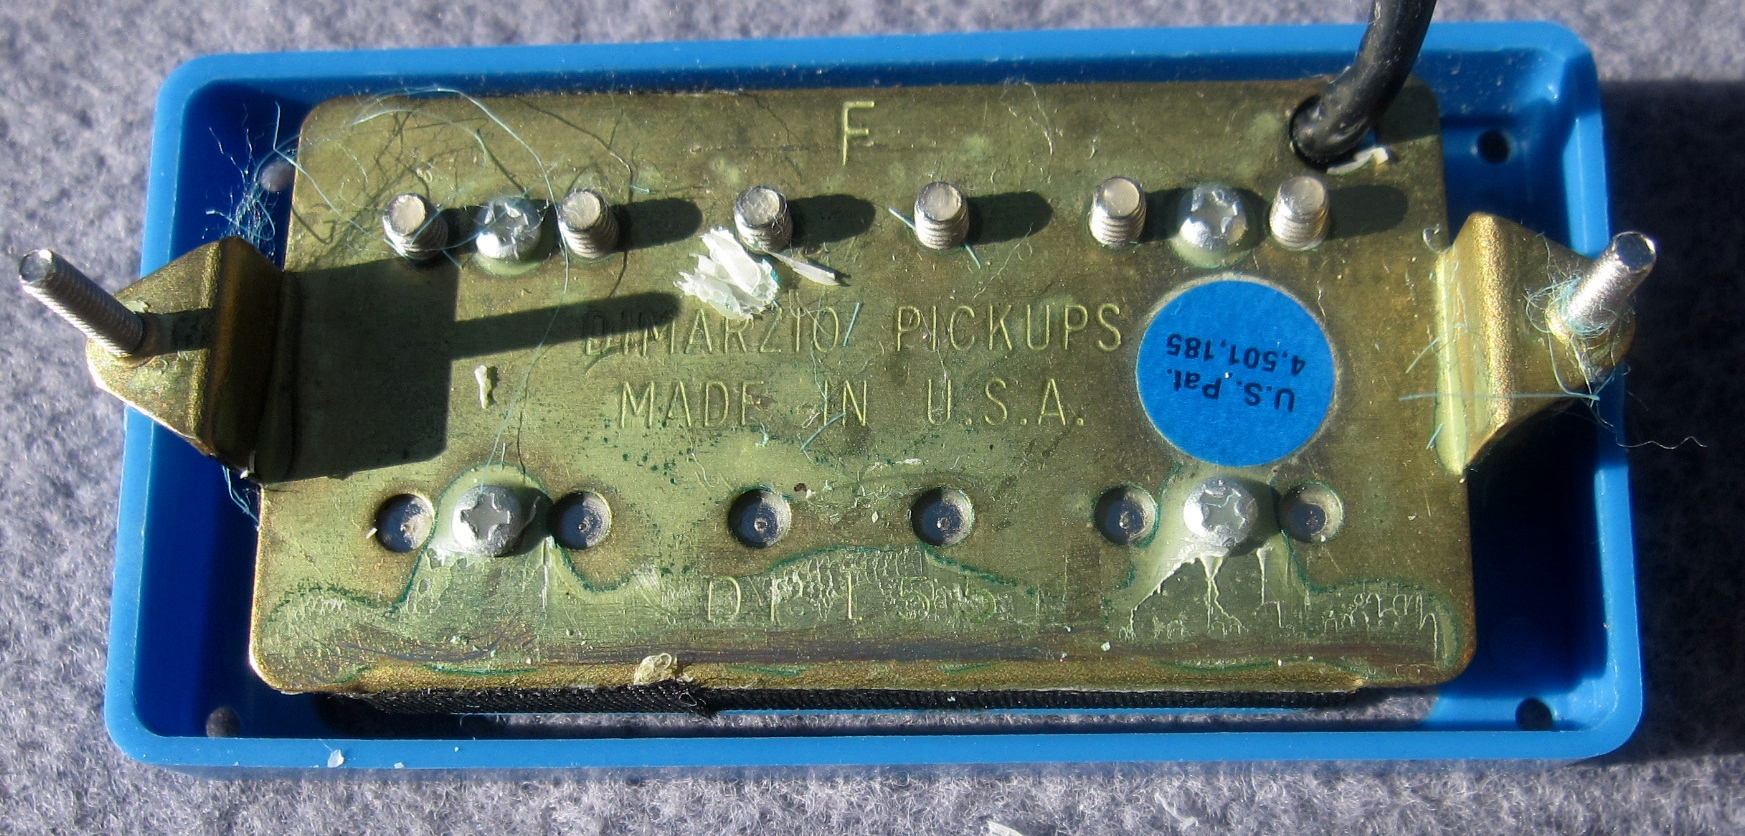 F
DIMARZIO PICKUPS
MADE IN U.S.A.
U.S. Pat.
4,501,185